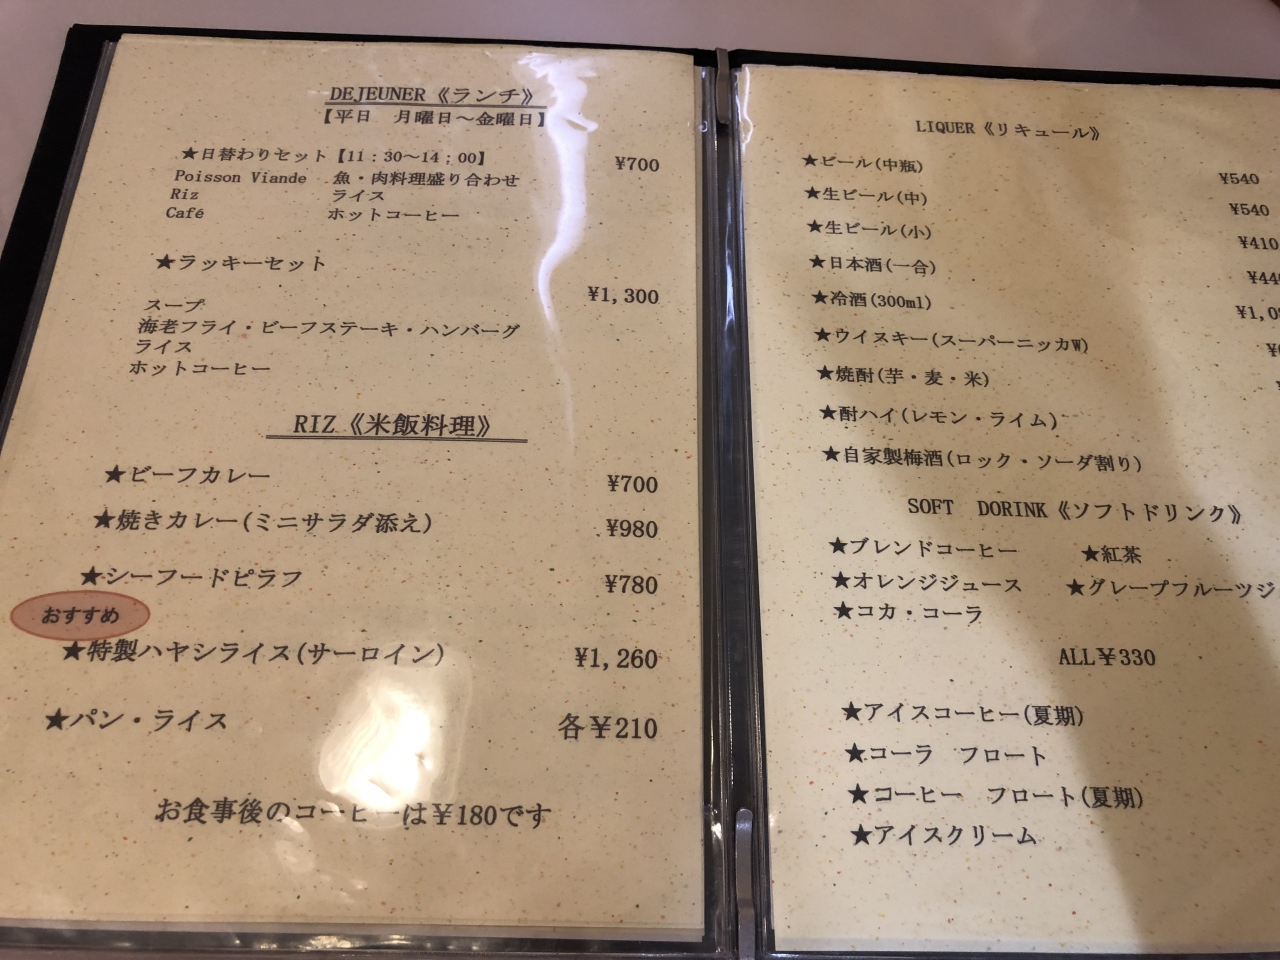 DEJEUNER《ランチ》
【平日　月曜日～金曜日】
★日替わりセット【11：30～14；00】 ¥700
Poisson Viande 魚・肉料理盛り合わせ
Riz ライス
Café ホットコーヒー
★ラッキーセット
¥1,300
スープ
海老フライ・ビーフステーキ・ハンバーグ
ライス
ホットコーヒー
RIZ《米飯料理》
★ビーフカレー ¥700
★焼きカレー(ミニサラダ添え) ¥980
★シーフードピラフ ¥780
おすすめ
★特製ハヤシライス(サーロイン) ¥1,260
★パン・ライス 各¥210
お食事後のコーヒーは¥180です
LIQUER《リキュール》
★ビール(中瓶) ¥540
★生ビール(中) ¥540
★生ビール(小) ¥410
★日本酒(一合)
★冷酒(300ml)
★ウイスキー(スーパーニッカW)
★焼酎(芋・麦・米)
★酎ハイ(レモン・ライム)
★自家製梅酒(ロック・ソーダ割り)
SOFT DORINK《ソフトドリンク》
★ブレンドコーヒー ★紅茶
★オレンジジュース ★グレープフルーツジ
★コカ・コーラ
ALL¥330
★アイスコーヒー(夏期)
★コーラ フロート
★コーヒー フロート(夏期)
★アイスクリーム